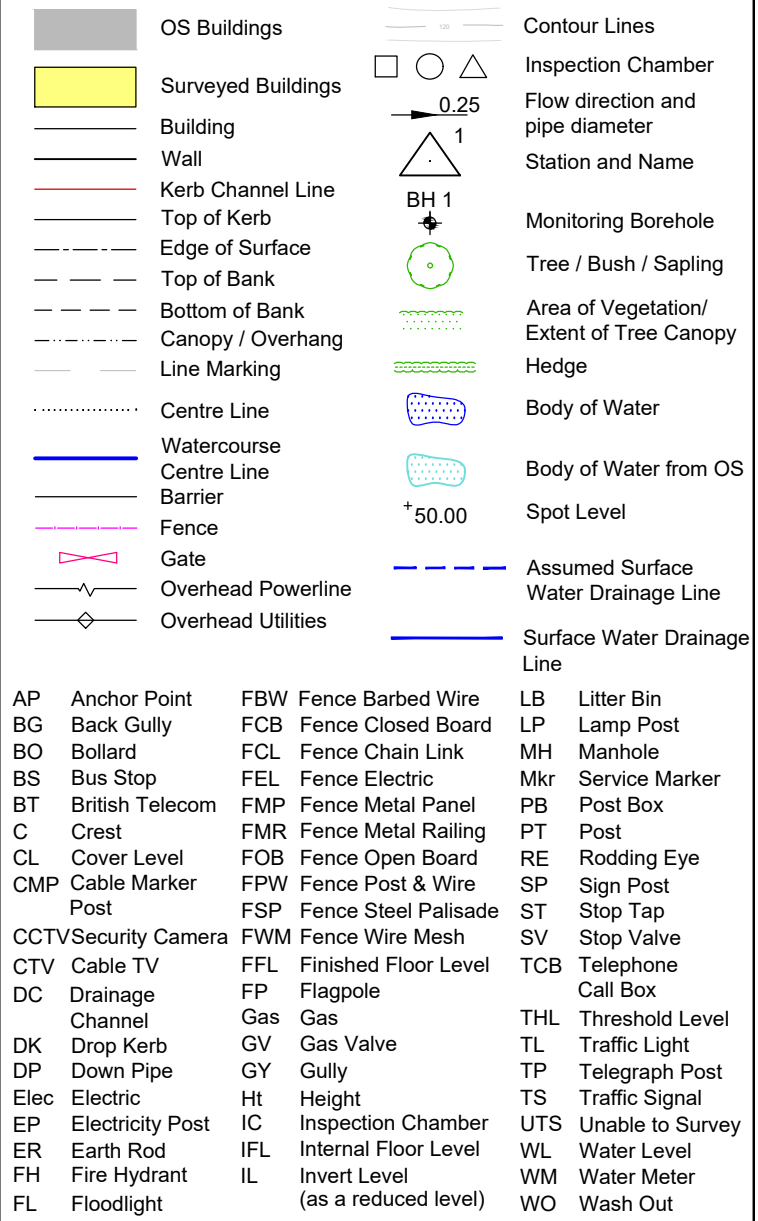 OS Buildings
Surveyed Buildings
Building
Wall
Kerb Channel Line
Top of Kerb
Edge of Surface
Top of Bank
Bottom of Bank
Canopy / Overhang
Line Marking
Centre Line
Watercourse
Centre Line
Barrier
Fence
Gate
Overhead Powerline
Overhead Utilities
120
Contour Lines
Inspection Chamber
0.25
Flow direction and
pipe diameter
1
Station and Name
BH 1
Monitoring Borehole
Tree / Bush / Sapling
Area of Vegetation/
Extent of Tree Canopy
Hedge
Body of Water
Body of Water from OS
+50.00
Spot Level
Assumed Surface
Water Drainage Line
Surface Water Drainage
Line
AP Anchor Point
BG Back Gully
BO Bollard
BS Bus Stop
BT British Telecom
C Crest
CL Cover Level
CMP Cable Marker
Post
CCTV Security Camera
CTV Cable TV
DC Drainage
Channel
DK Drop Kerb
DP Down Pipe
Elec Electric
EP Electricity Post
ER Earth Rod
FH Fire Hydrant
FL Floodlight
FBW Fence Barbed Wire
FCB Fence Closed Board
FCL Fence Chain Link
FEL Fence Electric
FMP Fence Metal Panel
FMR Fence Metal Railing
FOB Fence Open Board
FPW Fence Post & Wire
FSP Fence Steel Palisade
FWM Fence Wire Mesh
FFL Finished Floor Level
FP Flagpole
Gas Gas
GV Gas Valve
GY Gully
Ht Height
IC Inspection Chamber
IFL Internal Floor Level
IL Invert Level
(as a reduced level)
LB Litter Bin
LP Lamp Post
MH Manhole
Mkr Service Marker
PB Post Box
PT Post
RE Rodding Eye
SP Sign Post
ST Stop Tap
SV Stop Valve
TCB Telephone
Call Box
THL Threshold Level
TL Traffic Light
TP Telegraph Post
TS Traffic Signal
UTS Unable to Survey
WL Water Level
WM Water Meter
WO Wash Out